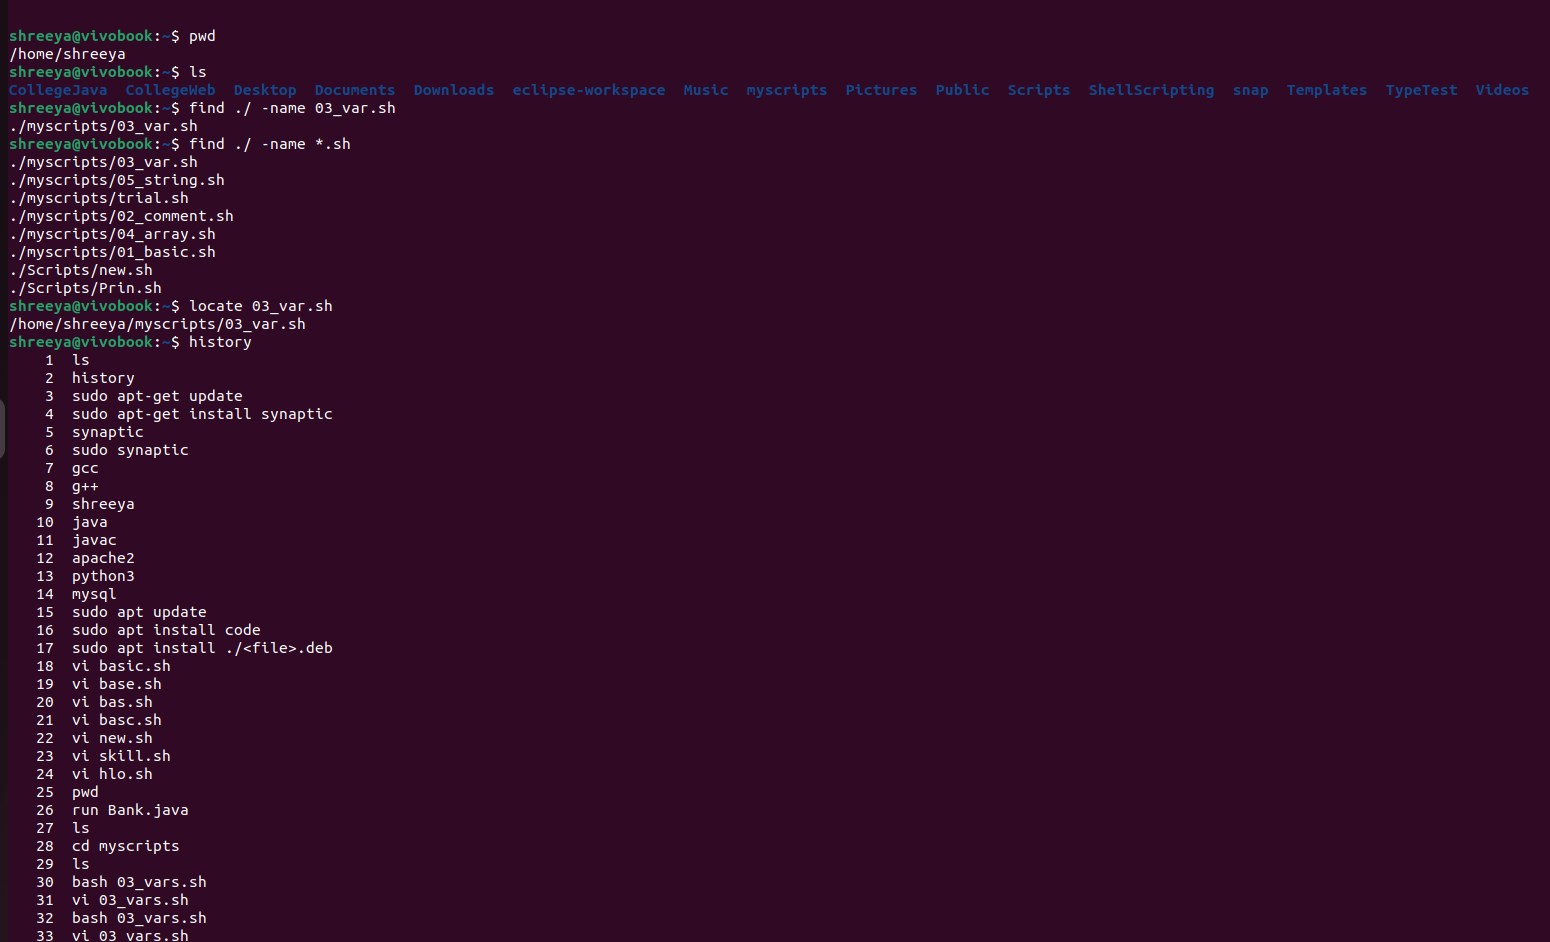 shreeya@vivobook:~$ pwd
/home/shreeya
shreeya@vivobook:~$ ls
CollegeJava  CollegeWeb  Desktop  Documents  Downloads  eclipse-workspace  Music  myscripts  Pictures  Public  Scripts  ShellScripting  snap  Templates  TypeTest  Videos
shreeya@vivobook:~$ find ./ -name 03_var.sh
./myscripts/03_var.sh
shreeya@vivobook:~$ find ./ -name *.sh
./myscripts/03_var.sh
./myscripts/05_string.sh
./myscripts/trial.sh
./myscripts/02_comment.sh
./myscripts/04_array.sh
./myscripts/01_basic.sh
./Scripts/new.sh
./Scripts/Prin.sh
shreeya@vivobook:~$ locate 03_var.sh
/home/shreeya/myscripts/03_var.sh
shreeya@vivobook:~$ history
    1  ls
    2  history
    3  sudo apt-get update
    4  sudo apt-get install synaptic
    5  synaptic
    6  sudo synaptic
    7  gcc
    8  g++
    9  shreeya
   10  java
   11  javac
   12  apache2
   13  python3
   14  mysql
   15  sudo apt update
   16  sudo apt install code
   17  sudo apt install ./<file>.deb
   18  vi basic.sh
   19  vi base.sh
   20  vi bas.sh
   21  vi basc.sh
   22  vi new.sh
   23  vi skill.sh
   24  vi hlo.sh
   25  pwd
   26  run Bank.java
   27  ls
   28  cd myscripts
   29  ls
   30  bash 03_vars.sh
   31  vi 03_vars.sh
   32  bash 03_vars.sh
   33  vi 03_vars.sh